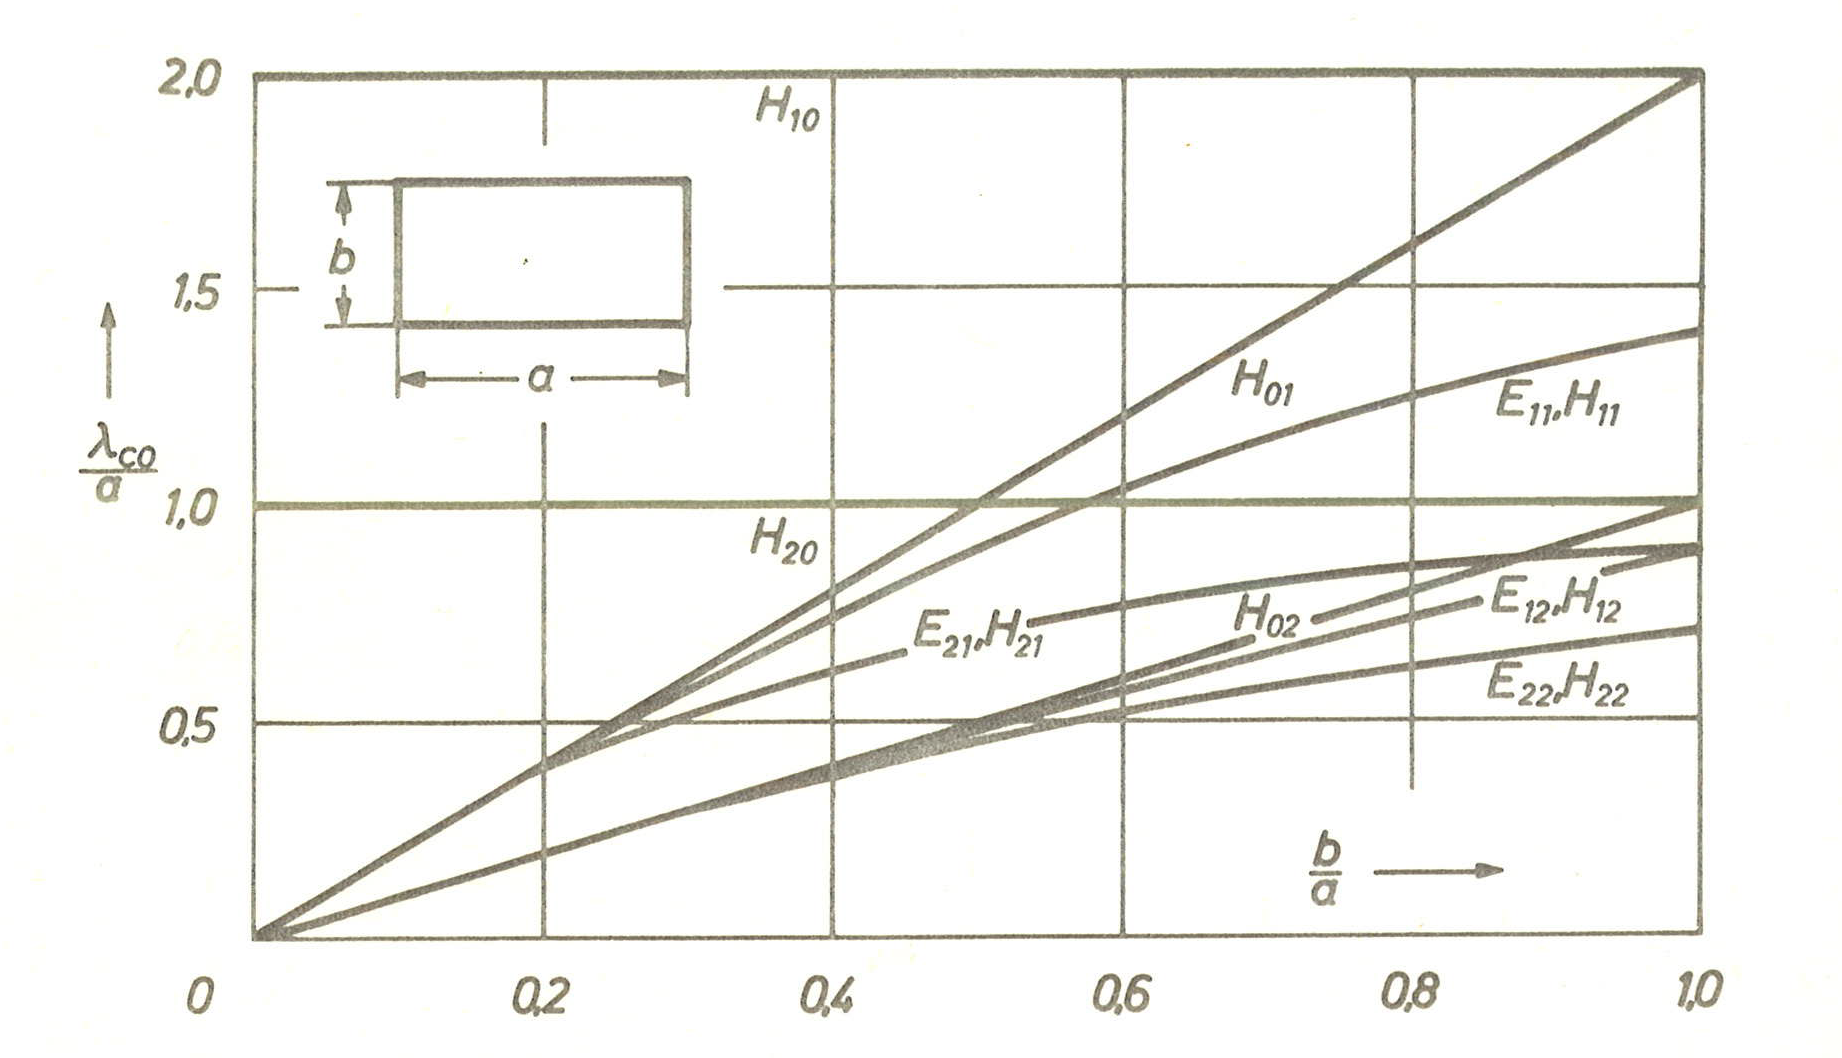 2,0
H10
b
1,5
a
H01
E11,H11
λco
a
1,0
H20
E21,H21
H02
E12,H12
E22,H22
0,5
b
a
0
0,2
0,4
0,6
0,8
1,0